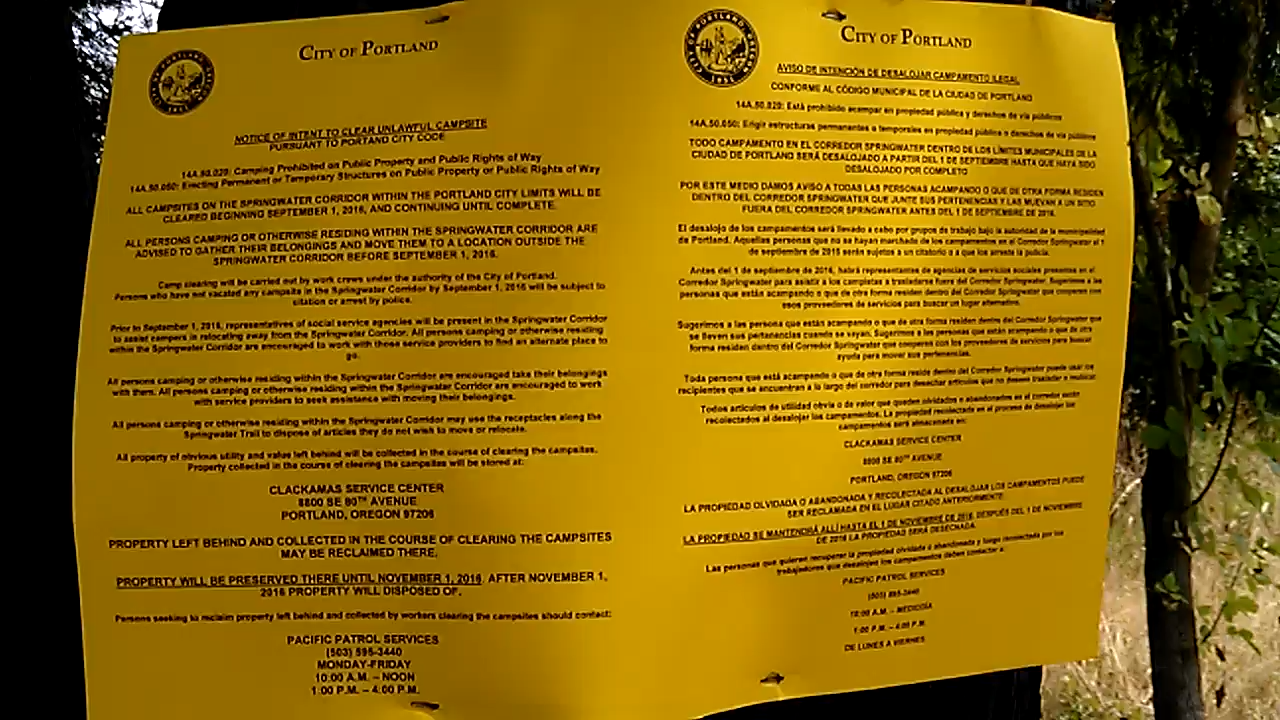 CITY OF PORTLAND
NOTICE OF INTENT TO CLEAR UNLAWFUL CAMPSITE
PURSUANT TO PORTAND CITY CODE
14A.50.020: Camping Prohibited on Public Property and Public Rights of Way
14A.50.050: Erecting Permanent or Temporary Structures on Public Property or Public Rights of Way
ALL CAMPSITES ON THE SPRINGWATER CORRIDOR WITHIN THE PORTLAND CITY LIMITS WILL BE
CLEARED BEGINNING SEPTEMBER 1, 2016, AND CONTINUING UNTIL COMPLETE.
ALL PERSONS CAMPING OR OTHERWISE RESIDING WITHIN THE SPRINGWATER CORRIDOR ARE
ADVISED TO GATHER THEIR BELONGINGS AND MOVE THEM TO A LOCATION OUTSIDE THE
SPRINGWATER CORRIDOR BEFORE SEPTEMBER 1, 2016.
Camp clearing will be carried out by work crews under the authority of the City of Portland.
Persons who have not vacated any campsite in the Springwater Corridor by September 1, 2016 will be subject to
citation or arrest by police.
Prior to September 1, 2016, representatives of social service agencies will be present in the Springwater Corridor
to assist campers in relocating away from the Springwater Corridor. All persons camping or otherwise residing
within the Springwater Corridor are encouraged to work with those service providers to find an alternate place to
go.
All persons camping or otherwise residing within the Springwater Corridor are encouraged take their belongings
with them. All persons camping or otherwise residing within the Springwater Corridor are encouraged to work
with service providers to seek assistance with moving their belongings.
All persons camping or otherwise residing within the Springwater Corridor may use the receptacles along the
Springwater Trail to dispose of articles they do not wish to move or relocate.
All property of obvious utility and value left behind will be collected in the course of clearing the campsites.
Property collected in the course of clearing the campsites will be stored at:
CLACKAMAS SERVICE CENTER
8800 SE 80TH AVENUE
PORTLAND, OREGON 97206
PROPERTY LEFT BEHIND AND COLLECTED IN THE COURSE OF CLEARING THE CAMPSITES
MAY BE RECLAIMED THERE.
PROPERTY WILL BE PRESERVED THERE UNTIL NOVEMBER 1, 2016. AFTER NOVEMBER 1,
2016 PROPERTY WILL DISPOSED OF.
Persons seeking to reclaim property left behind and collected by workers clearing the campsites should contact:
PACIFIC PATROL SERVICES
(503) 595-3440
MONDAY-FRIDAY
10:00 A.M. – NOON
1:00 P.M. – 4:00 P.M.
CITY OF PORTLAND
AVISO DE INTENCIÓN DE DESALOJAR CAMPAMENTO ILEGAL
CONFORME AL CÓDIGO MUNICIPAL DE LA CIUDAD DE PORTLAND
14A.50.020: Está prohibido acampar en propiedad pública y derechos de vía públicos
14A.50.050: Erigir estructuras permanentes o temporales en propiedad pública o derechos de vía públicos
TODO CAMPAMENTO EN EL CORREDOR SPRINGWATER DENTRO DE LOS LÍMITES MUNICIPALES DE LA
CIUDAD DE PORTLAND SERÁ DESALOJADO A PARTIR DEL 1 DE SEPTIEMBRE HASTA QUE HAYA SIDO
DESALOJADO POR COMPLETO
POR ESTE MEDIO DAMOS AVISO A TODAS LAS PERSONAS ACAMPANDO O QUE DE OTRA FORMA RESIDEN
DENTRO DEL CORREDOR SPRINGWATER QUE JUNTE SUS PERTENENCIAS Y LAS MUEVAN A UN SITIO
FUERA DEL CORREDOR SPRINGWATER ANTES DEL 1 DE SEPTIEMBRE DE 2016.
El desalojo de los campamentos será llevado a cabo por grupos de trabajo bajo la autoridad de la municipalidad
de Portland. Aquellas personas que no se hayan marchado de los campamentos en el Corredor Springwater el 1
de septiembre de 2016 serán sujetos a un citatorio o a que los arreste la policía.
Antes del 1 de septiembre de 2016, habrá representantes de agencias de servicios sociales presentes en el
Corredor Springwater para asistir a los campistas a trasladarse fuera del Corredor Springwater. Sugerimos a las
personas que están acampando o que de otra forma residen dentro del Corredor Springwater que cooperen con
esos proveedores de servicios para buscar un lugar alternativo.
Sugerimos a las persona que están acampando o que de otra forma residen dentro del Corredor Springwater que
se lleven sus pertenencias cuando se vayan. Sugerimos a las personas que están acampando o que de otra
forma residen dentro del Corredor Springwater que cooperen con los proveedores de servicios para buscar
ayuda para mover sus pertenencias.
Toda persona que está acampando o que de otra forma reside dentro del Corredor Springwater puede usar los
recipientes que se encuentran a lo largo del corredor para desechar artículos que no deseen trasladar o reubicar
Todos artículos de utilidad obvia o de valor que queden olvidados o abandonados en el corredor serán
recolectados al desalojar los campamentos. La propiedad recolectada en el proceso de desalojar los
campamentos será almacenada en:
CLACKAMAS SERVICE CENTER
8800 SE 80TH AVENUE
PORTLAND, OREGON 97206
LA PROPIEDAD OLVIDADA O ABANDONADA Y RECOLECTADA AL DESALOJAR LOS CAMPAMENTOS PUEDE
SER RECLAMADA EN EL LUGAR CITADO ANTERIORMENTE.
LA PROPIEDAD SE MANTENDRÁ ALLÍ HASTA EL 1 DE NOVIEMBRE DE 2016. DESPUÉS DEL 1 DE NOVIEMBRE
DE 2016 LA PROPIEDAD SERÁ DESECHADA.
Las personas que quieran recuperar la propiedad olvidada o abandonada y luego recolectada por los
trabajadores que desalojen los campamentos deben contactar a:
PACIFIC PATROL SERVICES
(503) 595-3440
10:00 A.M. – MEDIODÍA
1:00 P.M. – 4:00 P.M.
DE LUNES A VIERNES